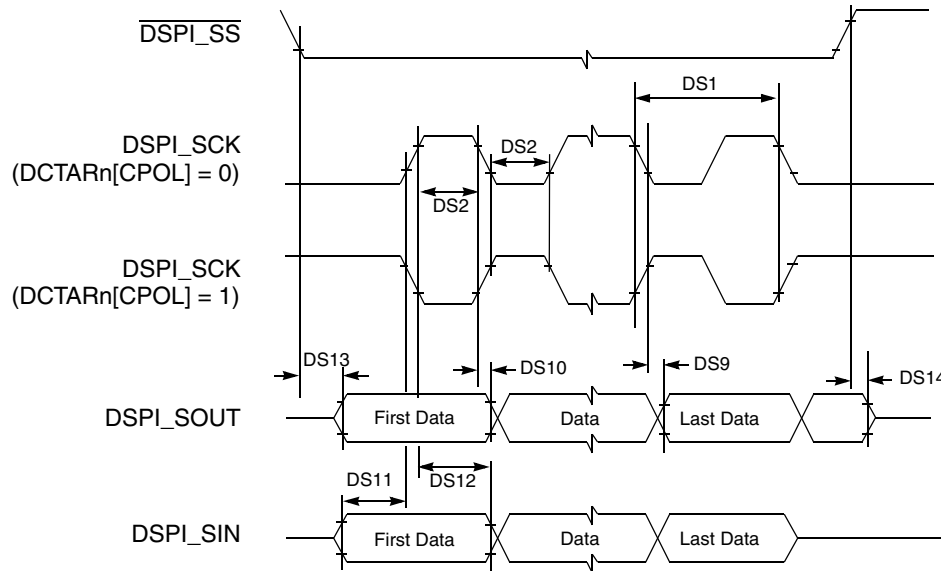 DSPI_SS
DS1
DSPI_SCK
(DCTARn[CPOL] = 0)
DS2
DS2
DSPI_SCK
(DCTARn[CPOL] = 1)
DS13
DS10
DS9
DS14
DSPI_SOUT
First Data
Data
Last Data
DS11
DS12
DSPI_SIN
First Data
Data
Last Data